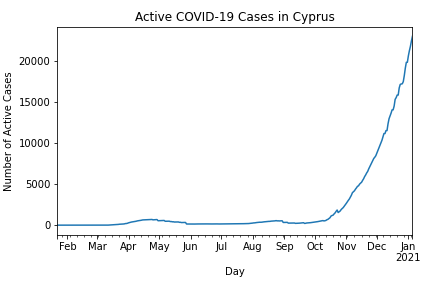 Active COVID-19 Cases in Cyprus
Number of Active Cases
20000
15000
10000
5000
0
Feb Mar Apr May Jun Jul Aug Sep Oct Nov Dec Jan
2021
Day